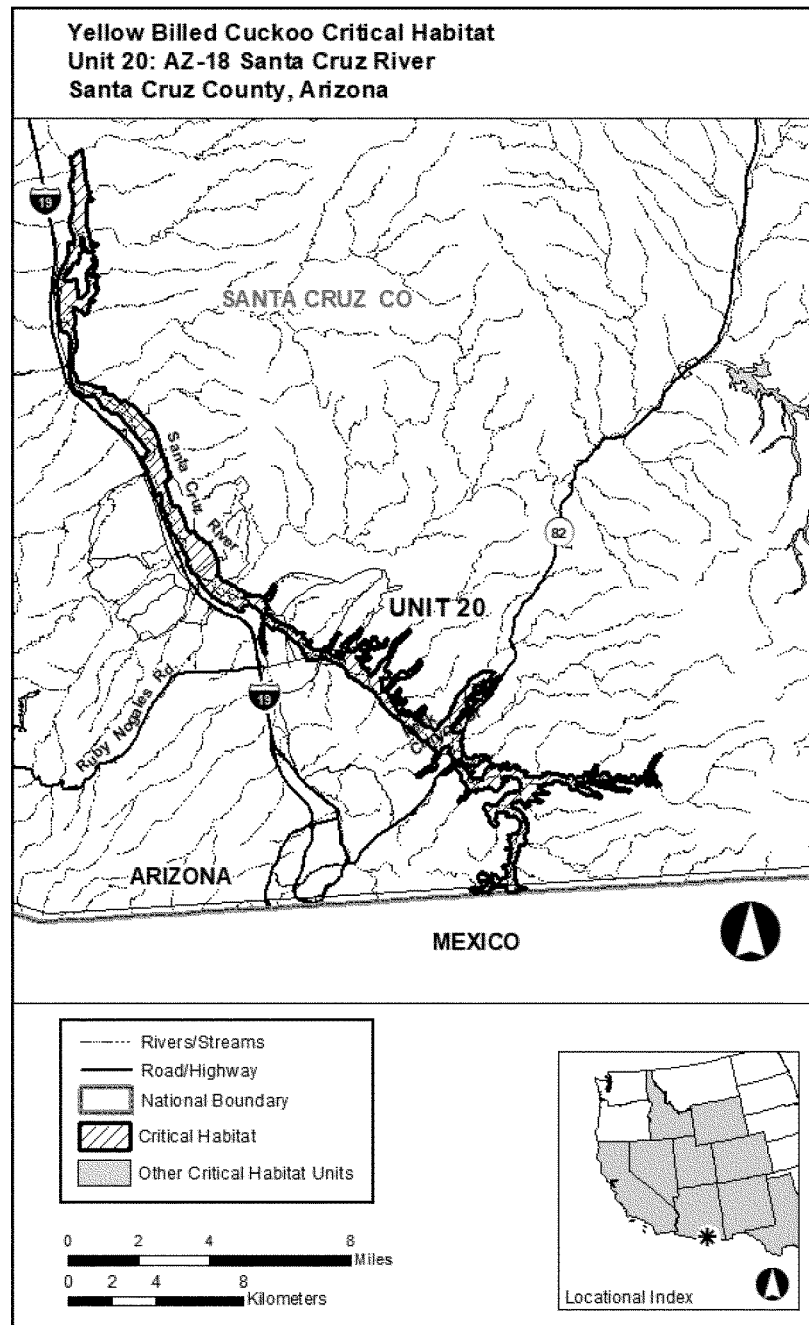 Yellow Billed Cuckoo Critical Habitat
Unit 20: AZ-18 Santa Cruz River
Santa Cruz County, Arizona
19
SANTA CRUZ CO
Santa Cruz River
82
UNIT 20
19
Ruby Nogales Rd.
ARIZONA
MEXICO
Rivers/Streams
Road/Highway
National Boundary
Critical Habitat
Other Critical Habitat Units
0 2 4 8
Miles
0 2 4 8
Kilometers
Locational Index